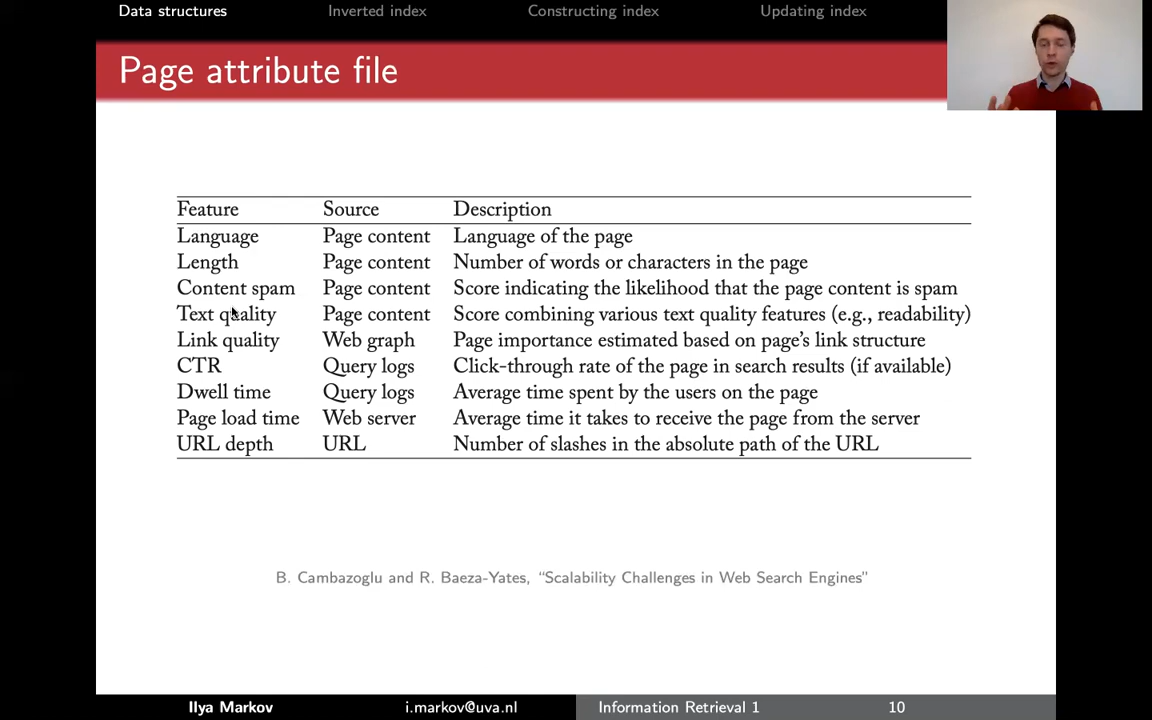 Data structures Inverted index Constructing index Updating index
Page attribute file
Feature Source Description
Language Page content Language of the page
Length Page content Number of words or characters in the page
Content spam Page content Score indicating the likelihood that the page content is spam
Text quality Page content Score combining various text quality features (e.g., readability)
Link quality Web graph Page importance estimated based on page's link structure
CTR Query logs Click-through rate of the page in search results (if available)
Dwell time Query logs Average time spent by the users on the page
Page load time Web server Average time it takes to receive the page from the server
URL depth URL Number of slashes in the absolute path of the URL
B. Cambazoglu and R. Baeza-Yates, “Scalability Challenges in Web Search Engines”
Ilya Markov i.markov@uva.nl Information Retrieval 1 10